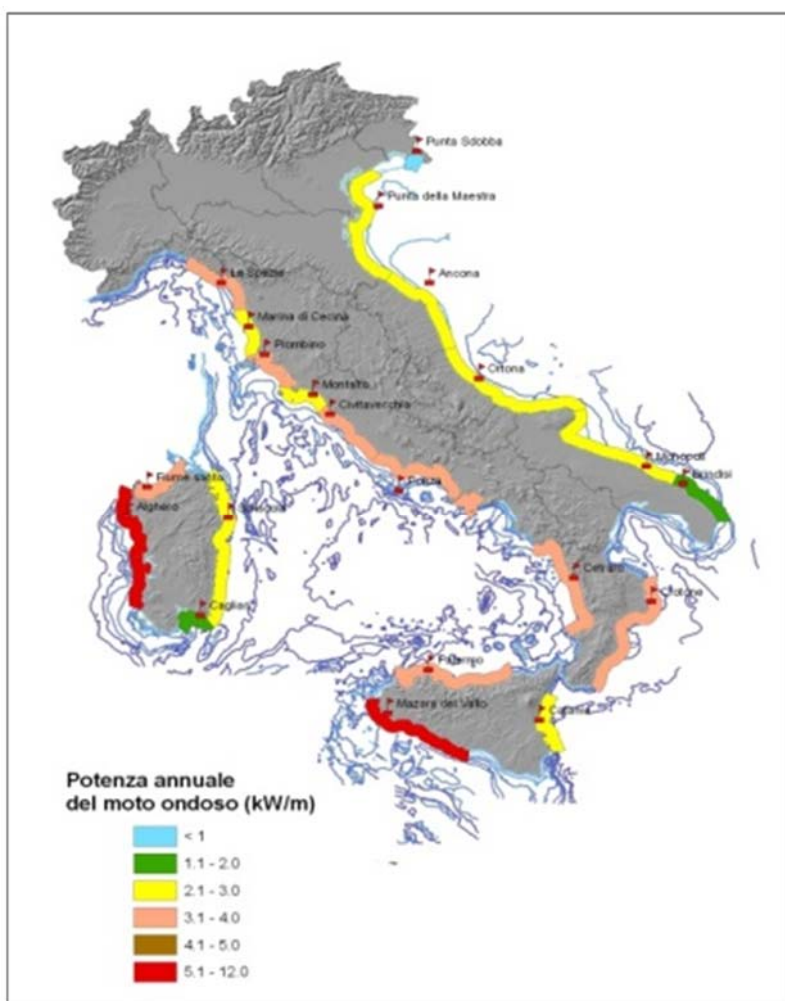 Punta Sdobba
Punta della Maestra
La Spezia
Ancona
Marina di Cecina
Piombino
Ortona
Montalto
Civitavecchia
Monopoli
Ponza
Brindisi
Alghero
Cetraro
Crotone
Cagliari
Palermo
Mazara del Vallo
Catania
Potenza annuale
del moto ondoso (kW/m)
< 1
1.1 - 2.0
2.1 - 3.0
3.1 - 4.0
4.1 - 5.0
5.1 - 12.0